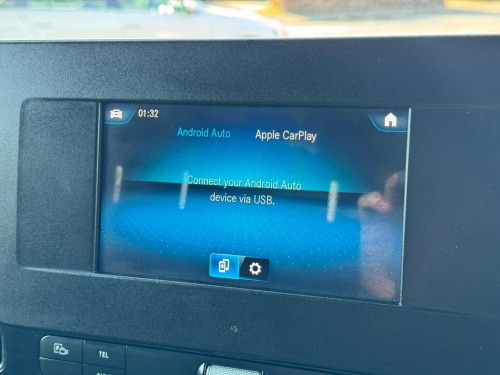 01:32
Android Auto Apple CarPlay
Connect your Android Auto
device via USB.
P
TEL